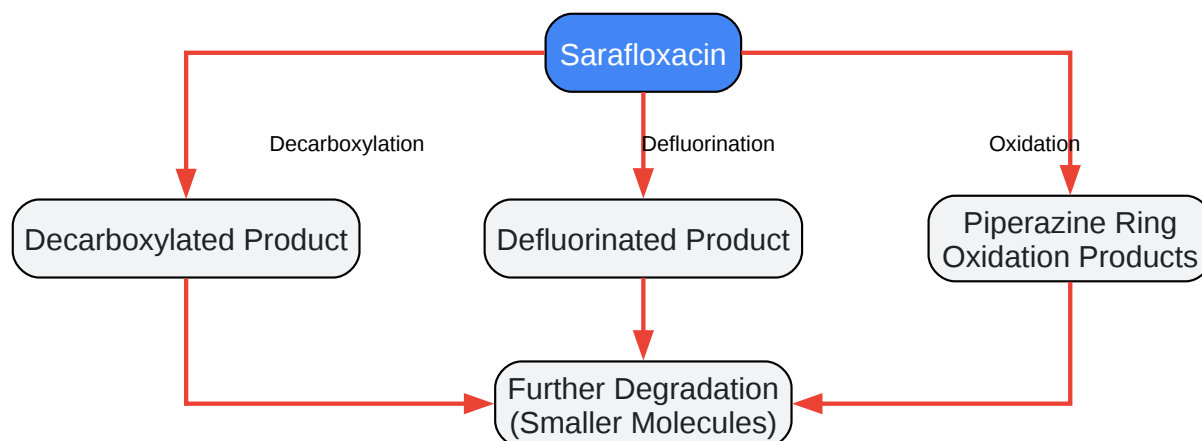 Sarafloxacin
Decarboxylation
Defluorination
Oxidation
Decarboxylated Product
Defluorinated Product
Piperazine Ring
Oxidation Products
Further Degradation
(Smaller Molecules)